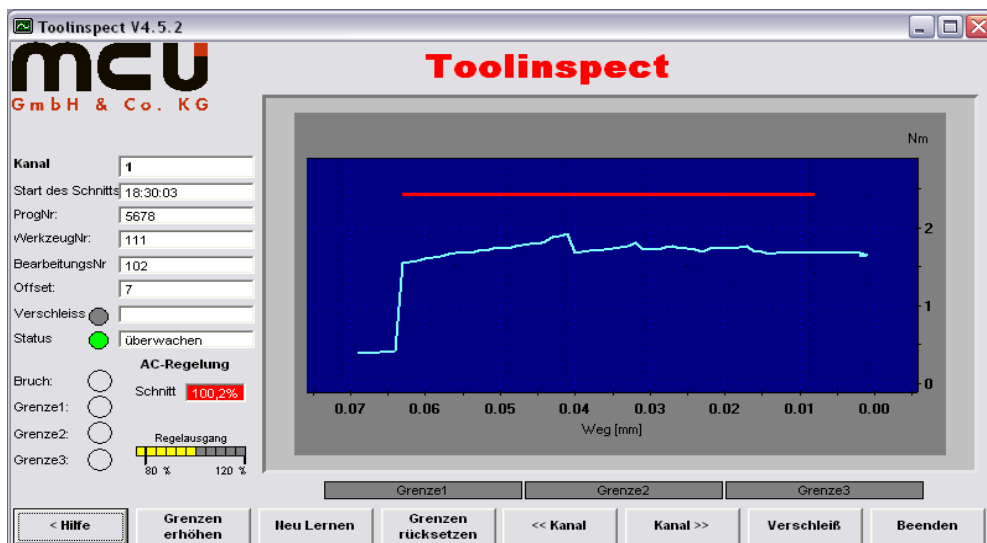 Toolinspect V4.5.2
mcu
GmbH & Co. KG
Toolinspect
Kanal 1
Start des Schnitts 18:30:03
ProgNr: 5678
WerkzeugNr: 111
BearbeitungsNr 102
Offset: 7
Verschleiss
Status überwachen
AC-Regelung
Bruch:
Schnitt 100,2%
Grenze1:
Grenze2:
Regelausgang
Grenze3:
80 % 120 %
Nm
2
1
0
0.07 0.06 0.05 0.04 0.03 0.02 0.01 0.00
Weg [mm]
Grenze1 Grenze2 Grenze3
< Hilfe
Grenzen
erhöhen
Neu Lernen
Grenzen
rücksetzen
<< Kanal
Kanal >>
Verschleiß
Beenden